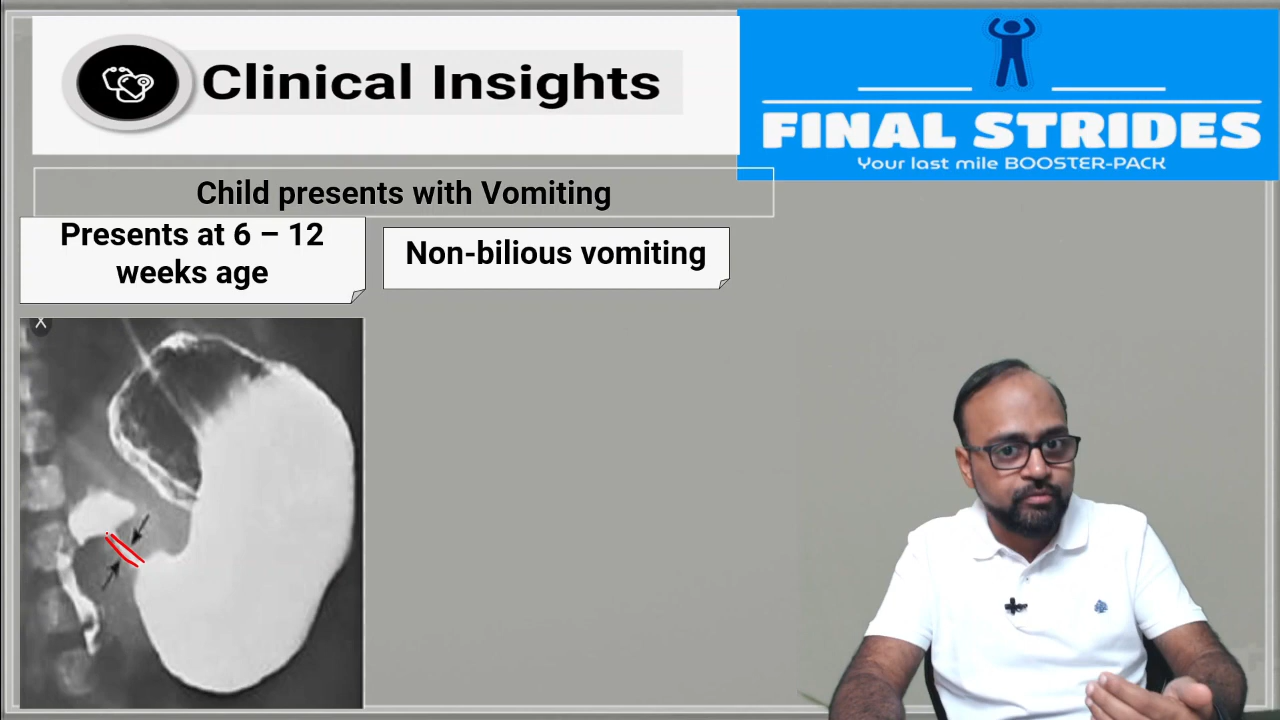 Clinical Insights
FINAL STRIDES
Your last mile BOOSTER-PACK
Child presents with Vomiting
Presents at 6 – 12
weeks age
Non-bilious vomiting
X